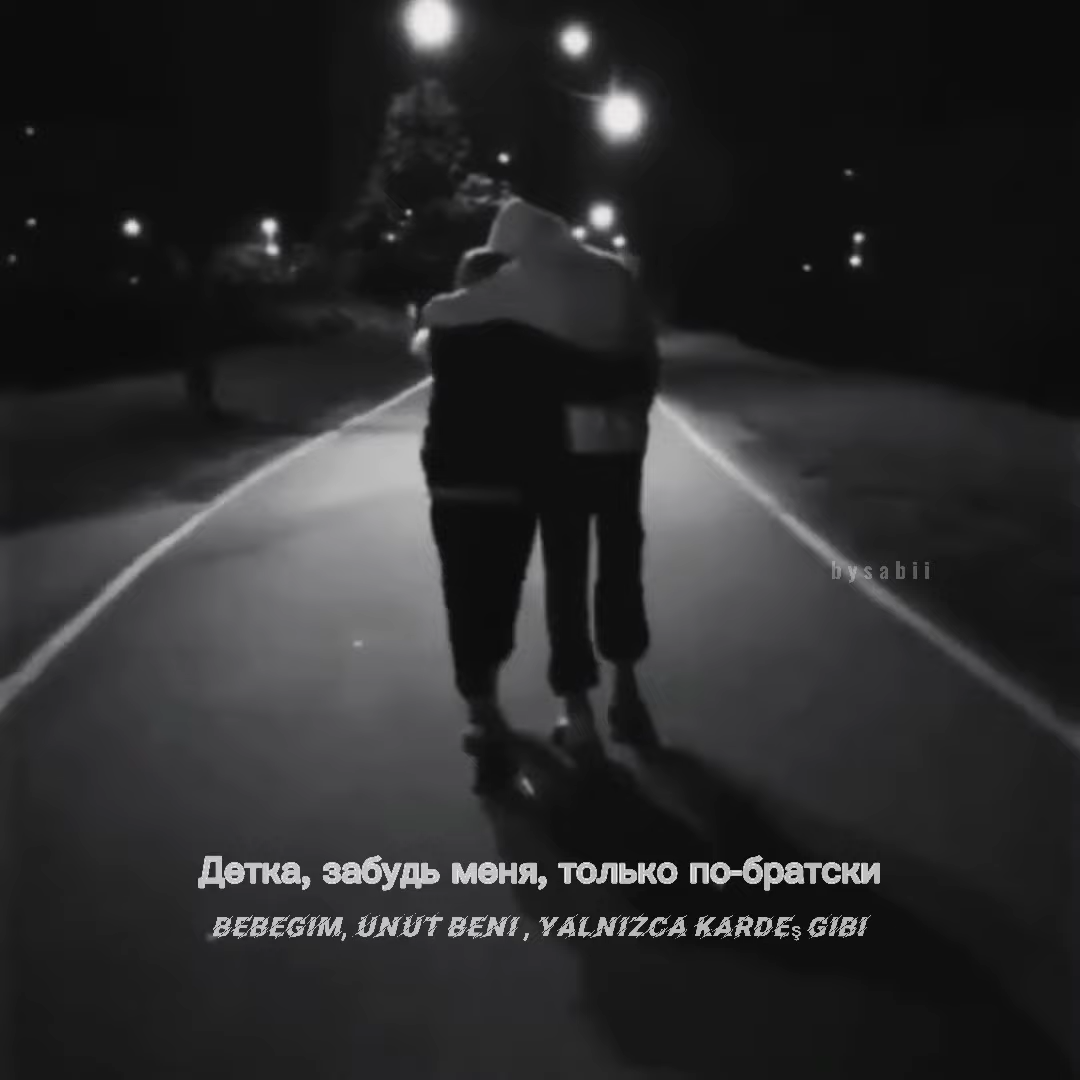 bysabii
Детка, забудь меня, только по-братски
BEBEGIM, UNUT BENI, YALNIZCA KARDEş GIBI